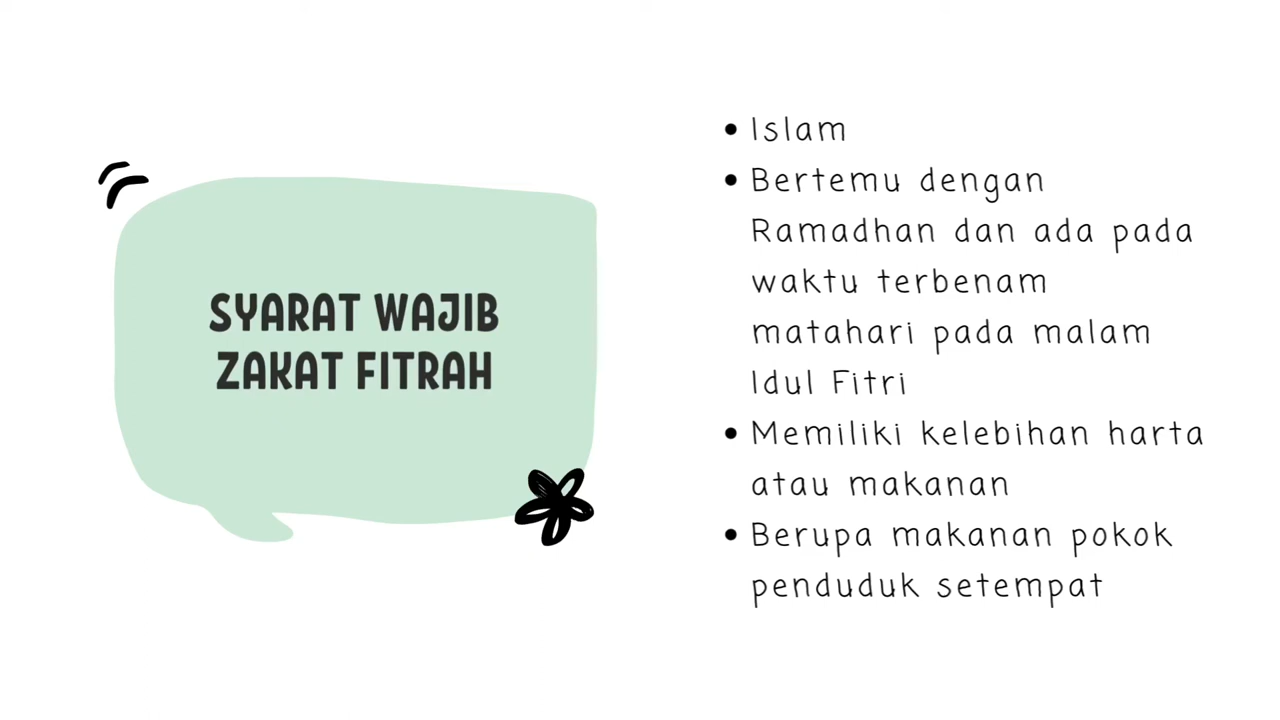 SYARAT WAJIB
ZAKAT FITRAH
• Islam
• Bertemu dengan
Ramadhan dan ada pada
waktu terbenam
matahari pada malam
Idul Fitri
• Memiliki kelebihan harta
atau makanan
• Berupa makanan pokok
penduduk setempat